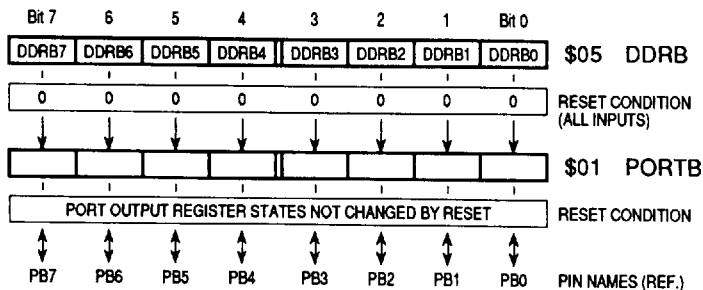 Bit 7 6 5 4 3 2 1 Bit 0
DDRB7 DDRB6 DDRB5 DDRB4 DDRB3 DDRB2 DDRB1 DDRB0 $05 DDRB
0 0 0 0 0 0 0 0 RESET CONDITION
(ALL INPUTS)
$01 PORTB
PORT OUTPUT REGISTER STATES NOT CHANGED BY RESET RESET CONDITION
PB7 PB6 PB5 PB4 PB3 PB2 PB1 PB0 PIN NAMES (REF.)